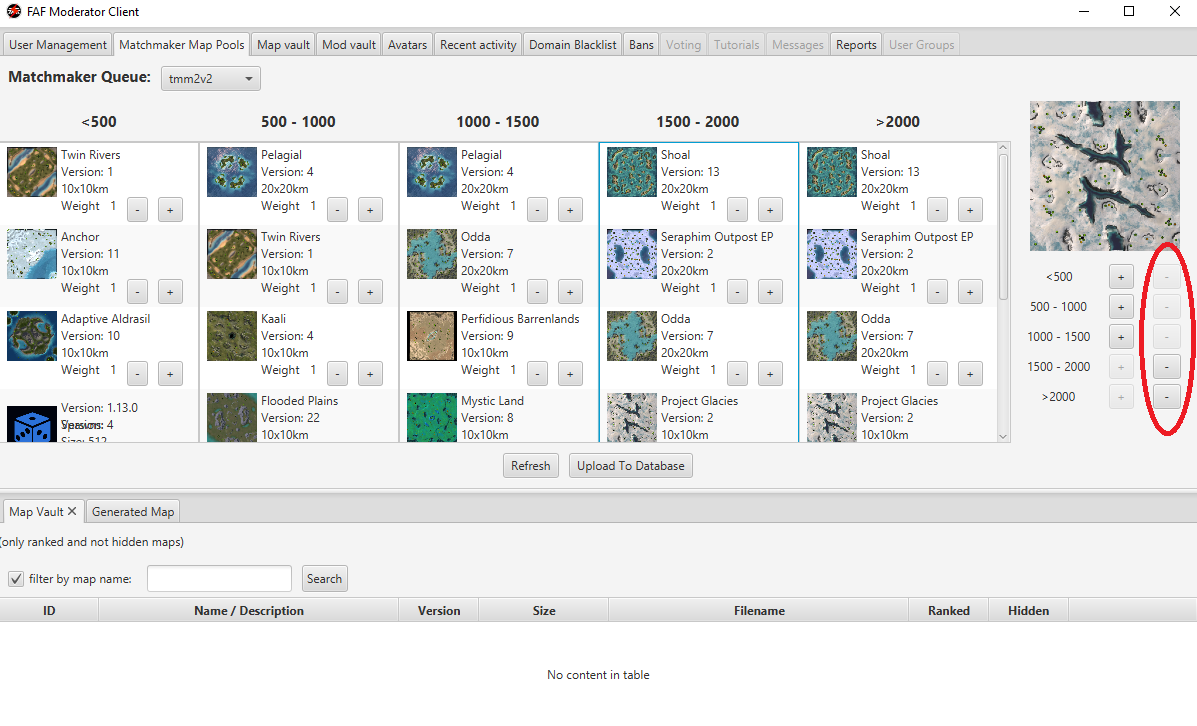 FAF Moderator Client
User Management Matchmaker Map Pools Map vault Mod vault Avatars Recent activity Domain Blacklist Bans Voting Tutorials Messages Reports User Groups
Matchmaker Queue: tmm2v2
<500 500 - 1000 1000 - 1500 1500 - 2000 >2000
Twin Rivers
Version: 1
10x10km
Weight 1 - +
Anchor
Version: 11
10x10km
Weight 1 - +
Adaptive Aldrasil
Version: 10
10x10km
Weight 1 - +
Version: 1.13.0
Spawns: 4
Size: 512
Pelagial
Version: 4
20x20km
Weight 1 - +
Twin Rivers
Version: 1
10x10km
Weight 1 - +
Kaali
Version: 4
10x10km
Weight 1 - +
Flooded Plains
Version: 22
10x10km
Pelagial
Version: 4
20x20km
Weight 1 - +
Odda
Version: 7
20x20km
Weight 1 - +
Perfidious Barrenlands
Version: 9
10x10km
Weight 1 - +
Mystic Land
Version: 8
10x10km
Shoal
Version: 13
20x20km
Weight 1 - +
Seraphim Outpost EP
Version: 2
20x20km
Weight 1 - +
Odda
Version: 7
20x20km
Weight 1 - +
Project Glacies
Version: 2
10x10km
Shoal
Version: 13
20x20km
Weight 1 - +
Seraphim Outpost EP
Version: 2
20x20km
Weight 1 - +
Odda
Version: 7
20x20km
Weight 1 - +
Project Glacies
Version: 2
10x10km
<500 + -
500 - 1000 + -
1000 - 1500 + -
1500 - 2000 + -
>2000 + -
Refresh Upload To Database
Map Vault Generated Map
(only ranked and not hidden maps)
filter by map name: Search
ID Name / Description Version Size Filename Ranked Hidden
No content in table